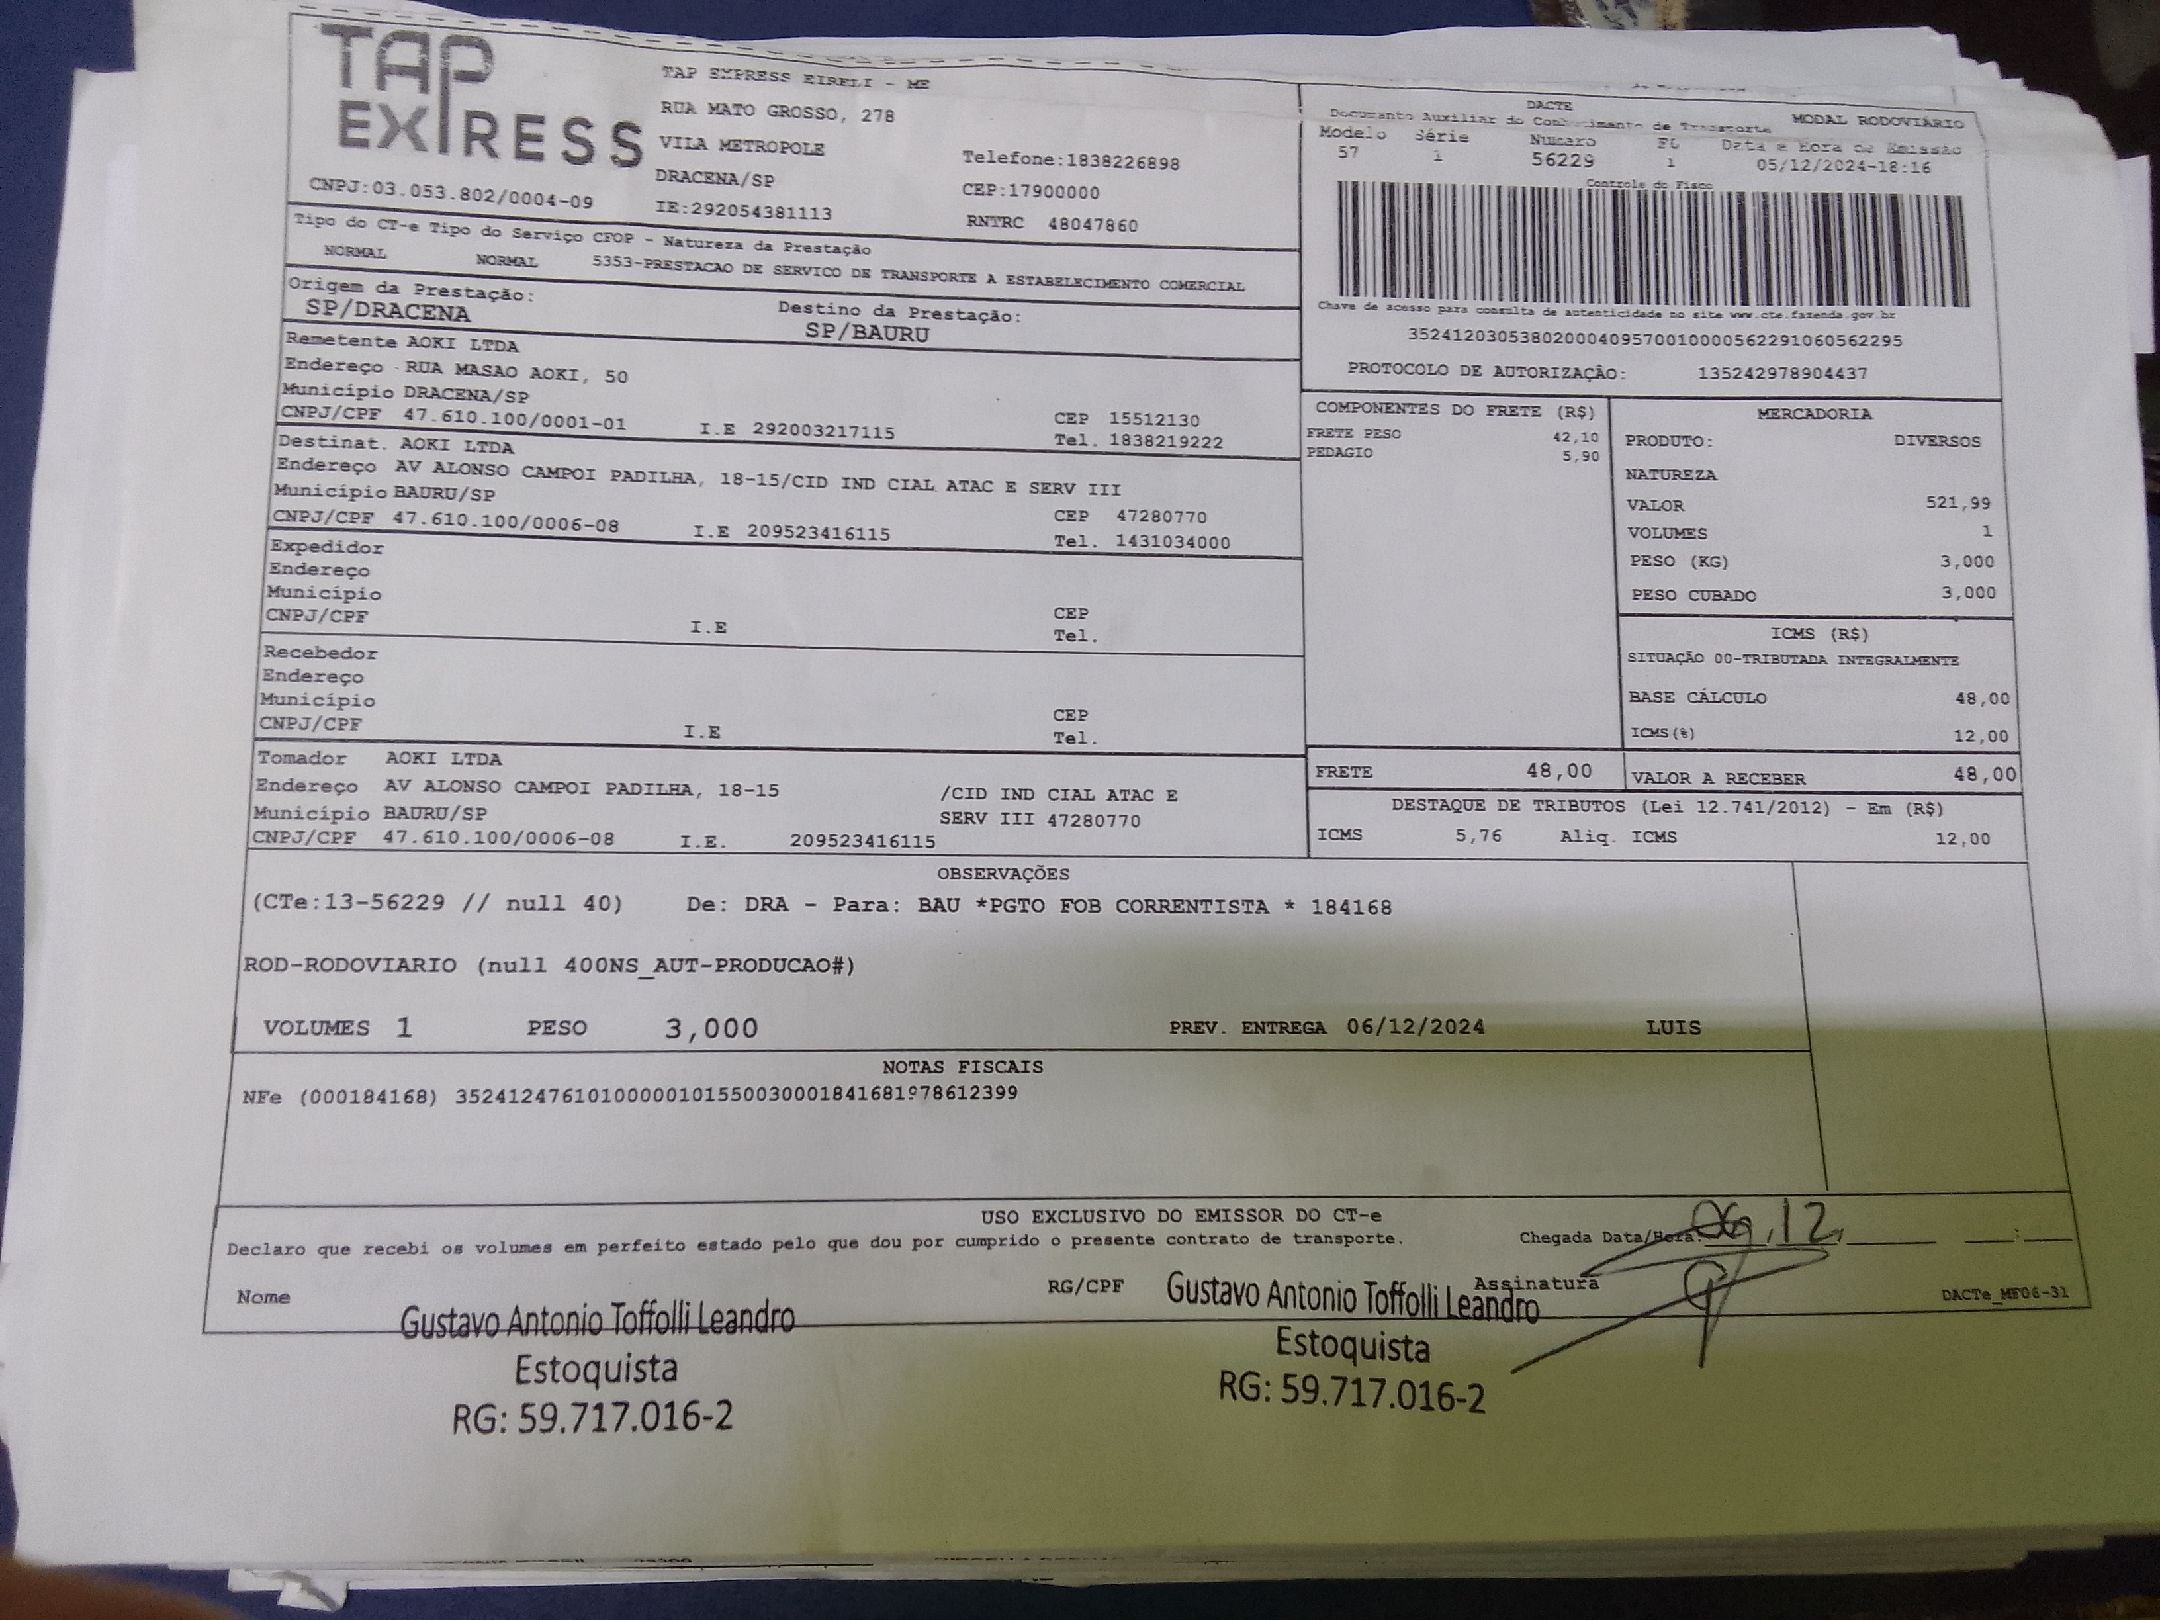 TAP EXPRESS
TAP EXPRESS EIRELI - ME
RUA MATO GROSSO, 278
VILA METROPOLE
Telefone:1838226898
DRACENA/SP
CEP:17900000
CNPJ:03.053.802/0004-09
IE:292054381113
RNTRC 48047860
DACTE
MODAL RODOVIÁRIO
Documento Auxiliar do Conhecimento de Transporte
Modelo Série Numero FL Data e Hora de Emissão
57 1 56229 1 05/12/2024-18:16
Controle do Fisco
Chave de acesso para consulta de autenticidade no site www.cte.fazenda.gov.br
35241203053802000409570010000562291060562295
PROTOCOLO DE AUTORIZAÇÃO: 135242978904437
Tipo do CT-e Tipo do Serviço CFOP - Natureza da Prestação
NORMAL NORMAL 5353-PRESTACAO DE SERVICO DE TRANSPORTE A ESTABELECIMENTO COMERCIAL
Origem da Prestação: Destino da Prestação:
SP/DRACENA SP/BAURU
Remetente AOKI LTDA
Endereço RUA MASAO AOKI, 50
Município DRACENA/SP CEP 15512130
CNPJ/CPF 47.610.100/0001-01 I.E 292003217115 Tel. 1838219222
Destinat. AOKI LTDA
Endereço AV ALONSO CAMPOI PADILHA, 18-15/CID IND CIAL ATAC E SERV III
Município BAURU/SP CEP 47280770
CNPJ/CPF 47.610.100/0006-08 I.E 209523416115 Tel. 1431034000
Expedidor
Endereço
Município CEP
CNPJ/CPF I.E Tel.
Recebedor
Endereço
Município CEP
CNPJ/CPF I.E Tel.
Tomador AOKI LTDA
Endereço AV ALONSO CAMPOI PADILHA, 18-15 /CID IND CIAL ATAC E
Município BAURU/SP SERV III 47280770
CNPJ/CPF 47.610.100/0006-08 I.E. 209523416115
COMPONENTES DO FRETE (R$)
FRETE PESO 42,10
PEDAGIO 5,90
MERCADORIA
PRODUTO: DIVERSOS
NATUREZA
VALOR 521,99
VOLUMES 1
PESO (KG) 3,000
PESO CUBADO 3,000
ICMS (R$)
SITUAÇÃO 00-TRIBUTADA INTEGRALMENTE
BASE CÁLCULO 48,00
ICMS(%) 12,00
FRETE 48,00 VALOR A RECEBER 48,00
DESTAQUE DE TRIBUTOS (Lei 12.741/2012) - Em (R$)
ICMS 5,76 Aliq. ICMS 12,00
OBSERVAÇÕES
(CTe:13-56229 // null 40) De: DRA - Para: BAU *PGTO FOB CORRENTISTA * 184168
ROD-RODOVIARIO (null 400NS_AUT-PRODUCAO#)
VOLUMES 1 PESO 3,000 PREV. ENTREGA 06/12/2024 LUIS
NOTAS FISCAIS
NFe (000184168) 35241247610100000101550030001841681978612399
USO EXCLUSIVO DO EMISSOR DO CT-e
Declaro que recebi os volumes em perfeito estado pelo que dou por cumprido o presente contrato de transporte.
Chegada Data/Hora: 06,12,
Nome RG/CPF Assinatura
DACTe_MF06-31
Gustavo Antonio Toffolli Leandro
Estoquista
RG: 59.717.016-2
Gustavo Antonio Toffolli Leandro
Estoquista
RG: 59.717.016-2